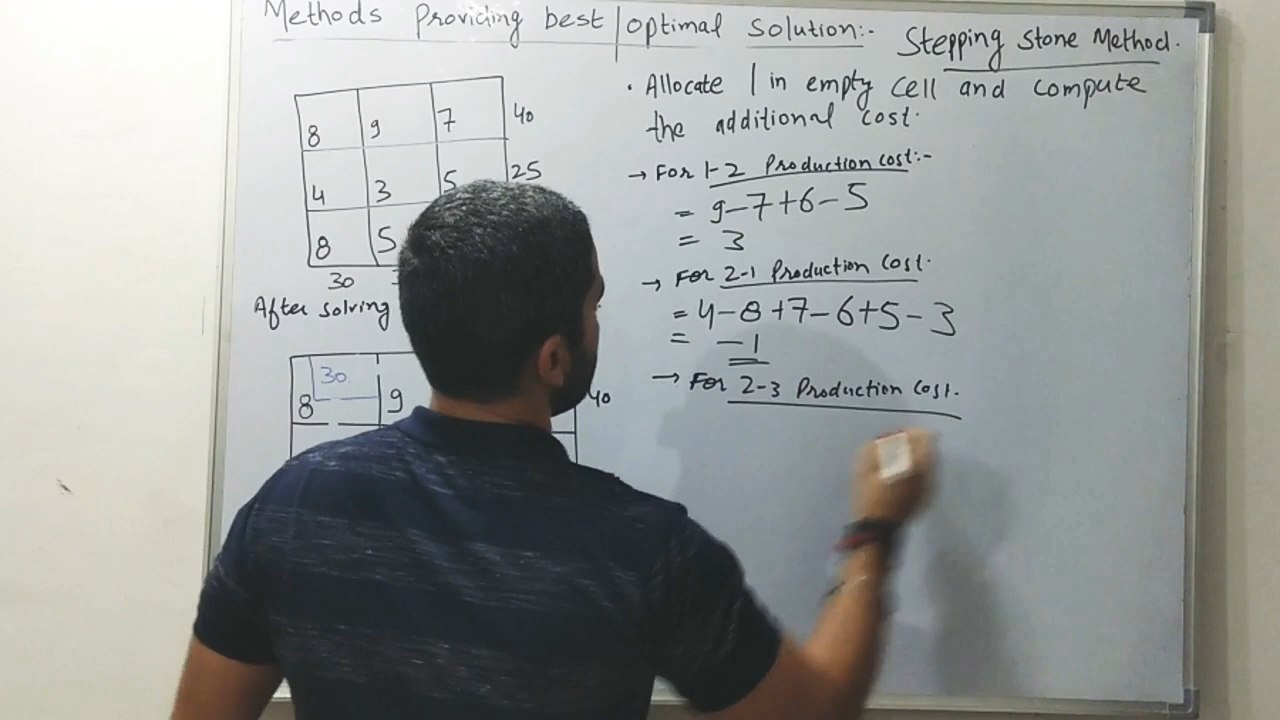 Methods Providing best / optimal Solution:- Stepping Stone Method.
8 9 7 40
4 3 5 25
8 5
30
After solving
30
8 9 40
• Allocate 1 in empty cell and compute
the additional cost.
→ For 1-2 Production cost:-
= 9-7+6-5
= 3
→ For 2-1 Production Cost.
= 4-8+7-6+5-3
= -1
→ For 2-3 Production Cost.